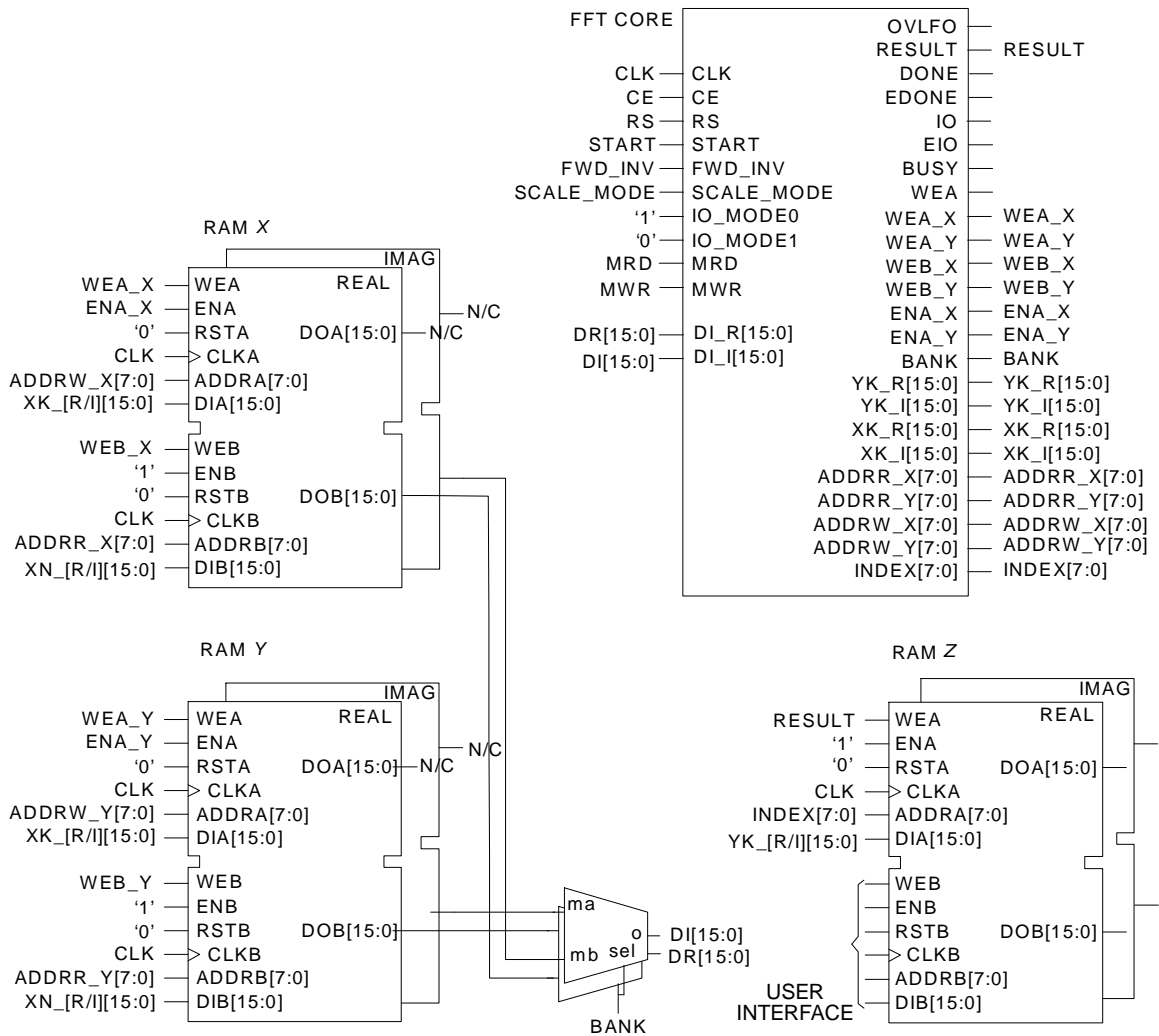 FFT CORE
OVLFO
RESULT RESULT
CLK CLK DONE
CE CE EDONE
RS RS IO
START START EIO
FWD_INV FWD_INV BUSY
SCALE_MODE SCALE_MODE WEA
‘1’ IO_MODE0 WEA_X WEA_X
‘0’ IO_MODE1 WEA_Y WEA_Y
MRD MRD WEB_X WEB_X
MWR MWR WEB_Y WEB_Y
ENA_X ENA_X
DR[15:0] DI_R[15:0] ENA_Y ENA_Y
DI[15:0] DI_I[15:0] BANK BANK
YK_R[15:0] YK_R[15:0]
YK_I[15:0] YK_I[15:0]
XK_R[15:0] XK_R[15:0]
XK_I[15:0] XK_I[15:0]
ADDRR_X[7:0] ADDRR_X[7:0]
ADDRR_Y[7:0] ADDRR_Y[7:0]
ADDRW_X[7:0] ADDRW_X[7:0]
ADDRW_Y[7:0] ADDRW_Y[7:0]
INDEX[7:0] INDEX[7:0]
RAM X
IMAG
WEA_X WEA REAL
ENA_X ENA N/C
‘0’ RSTA DOA[15:0] N/C
CLK CLKA
ADDRW_X[7:0] ADDRA[7:0]
XK_[R/I][15:0] DIA[15:0]
WEB_X WEB
‘1’ ENB
‘0’ RSTB DOB[15:0]
CLK CLKB
ADDRR_X[7:0] ADDRB[7:0]
XN_[R/I][15:0] DIB[15:0]
RAM Y
IMAG
WEA_Y WEA REAL
ENA_Y ENA N/C
‘0’ RSTA DOA[15:0] N/C
CLK CLKA
ADDRW_Y[7:0] ADDRA[7:0]
XK_[R/I][15:0] DIA[15:0]
WEB_Y WEB
‘1’ ENB
‘0’ RSTB DOB[15:0]
CLK CLKB
ADDRR_Y[7:0] ADDRB[7:0]
XN_[R/I][15:0] DIB[15:0]
ma
o DI[15:0]
mb sel DR[15:0]
BANK
RAM Z
IMAG
RESULT WEA REAL
‘1’ ENA
‘0’ RSTA DOA[15:0]
CLK CLKA
INDEX[7:0] ADDRA[7:0]
YK_[R/I][15:0] DIA[15:0]
WEB
ENB
RSTB DOB[15:0]
CLKB
ADDRB[7:0]
DIB[15:0]
USER
INTERFACE